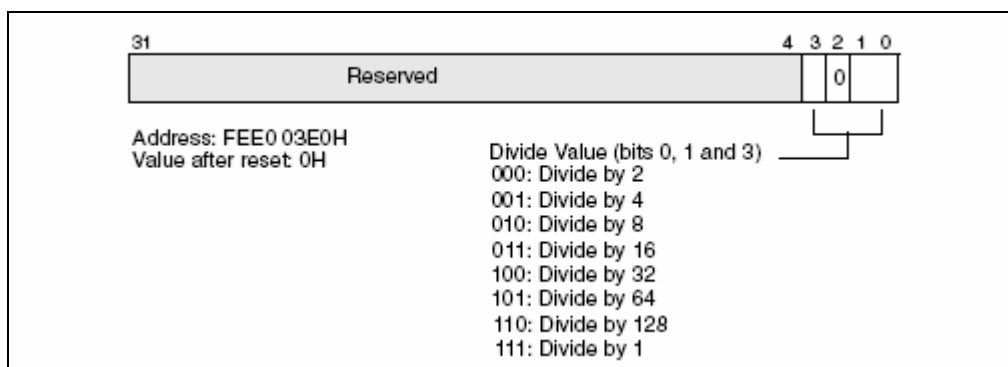 31 4 3 2 1 0
Reserved 0
Address: FEE0 03E0H
Value after reset: 0H
Divide Value (bits 0, 1 and 3)
000: Divide by 2
001: Divide by 4
010: Divide by 8
011: Divide by 16
100: Divide by 32
101: Divide by 64
110: Divide by 128
111: Divide by 1